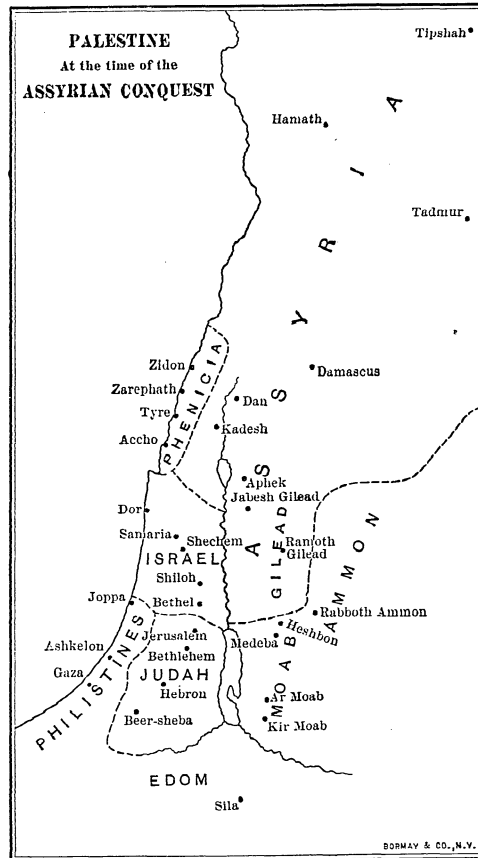 PALESTINE
At the time of the
ASSYRIAN CONQUEST
Tipshah
Hamath
Tadmur
ASSYRIA
Zidon
Damascus
Zarephath
PHENICIA
Dan
Tyre
Kadesh
Accho
Aphek
Jabesh Gilead
Dor
GILEAD
Samaria
Shechem
Ramoth
Gilead
ISRAEL
AMMON
Shiloh
Joppa
Bethel
Rabboth Ammon
Heshbon
Jerusalem
Medeba
Ashkelon
Bethlehem
MOAB
Gaza
JUDAH
Hebron
PHILISTINES
Ar Moab
Beer-sheba
Kir Moab
EDOM
Sila
BORMAY & CO., N.Y.